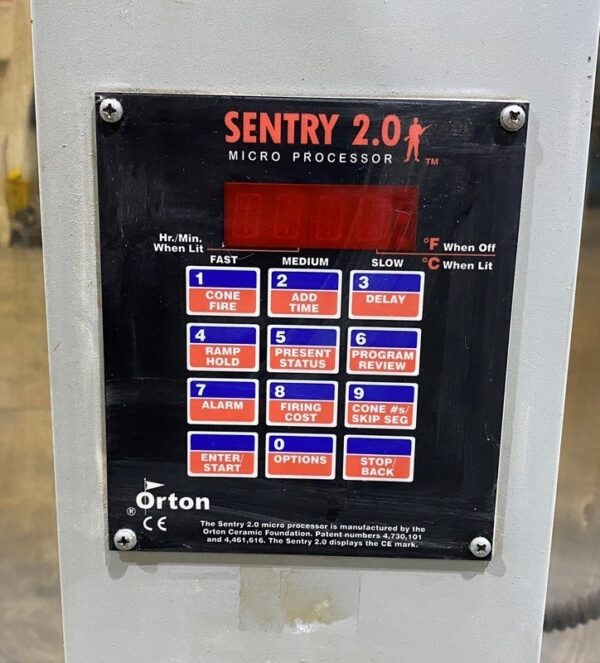 SENTRY 2.0
MICRO PROCESSOR TM
Hr./Min.
When Lit
°F When Off
°C When Lit
FAST MEDIUM SLOW
1 2 3
CONE FIRE ADD TIME DELAY
4 5 6
RAMP HOLD PRESENT STATUS PROGRAM REVIEW
7 8 9
ALARM FIRING COST CONE #s/ SKIP SEG
0
ENTER/ START OPTIONS STOP/ BACK
Orton
® CE
The Sentry 2.0 micro processor is manufactured by the
Orton Ceramic Foundation. Patent numbers 4,730,101
and 4,461,616. The Sentry 2.0 displays the CE mark.